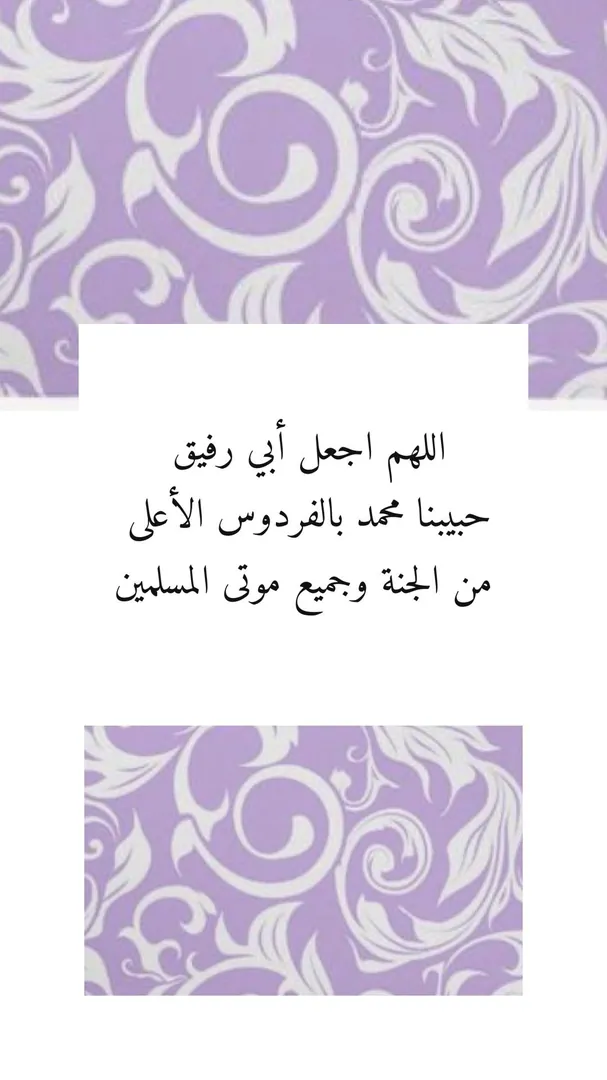 اللهم اجعل أبي رفيق
حبيبنا محمد بالفردوس الأعلى
من الجنة وجميع موتى المسلمين